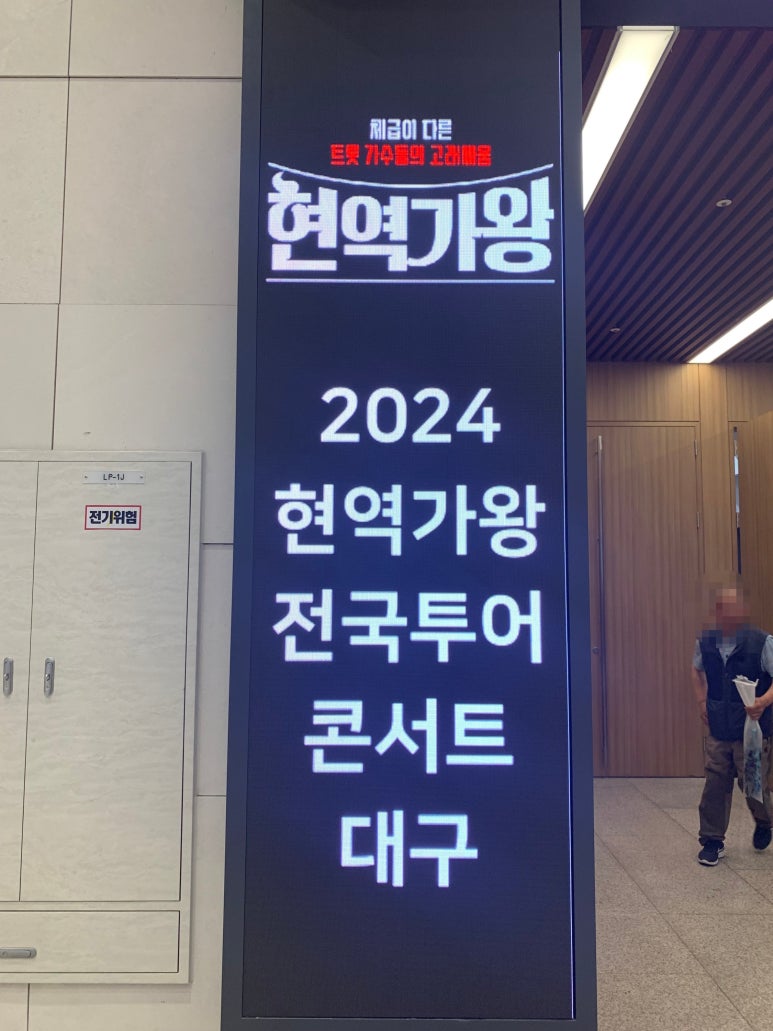 체급이 다른
트롯 가수들의 고래싸움
현역가왕
2024
현역가왕
전국투어
콘서트
대구
LP-1J
전기위험